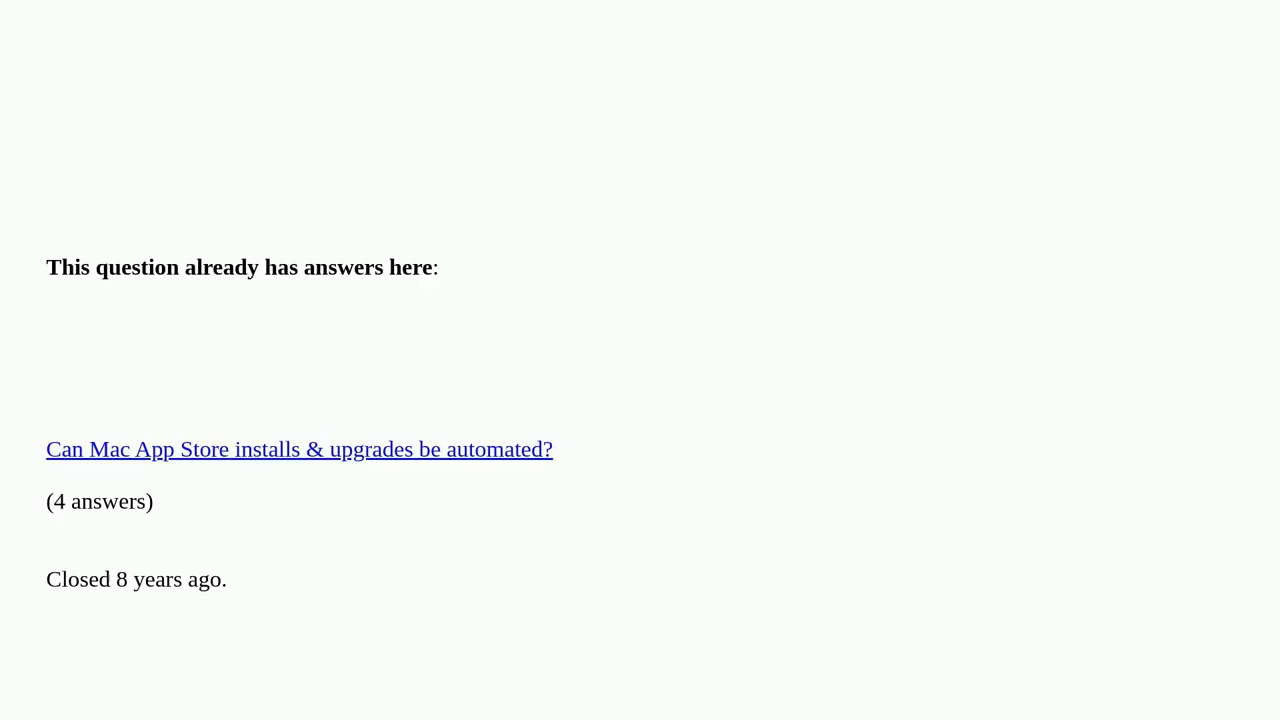 This question already has answers here:
Can Mac App Store installs & upgrades be automated?
(4 answers)
Closed 8 years ago.